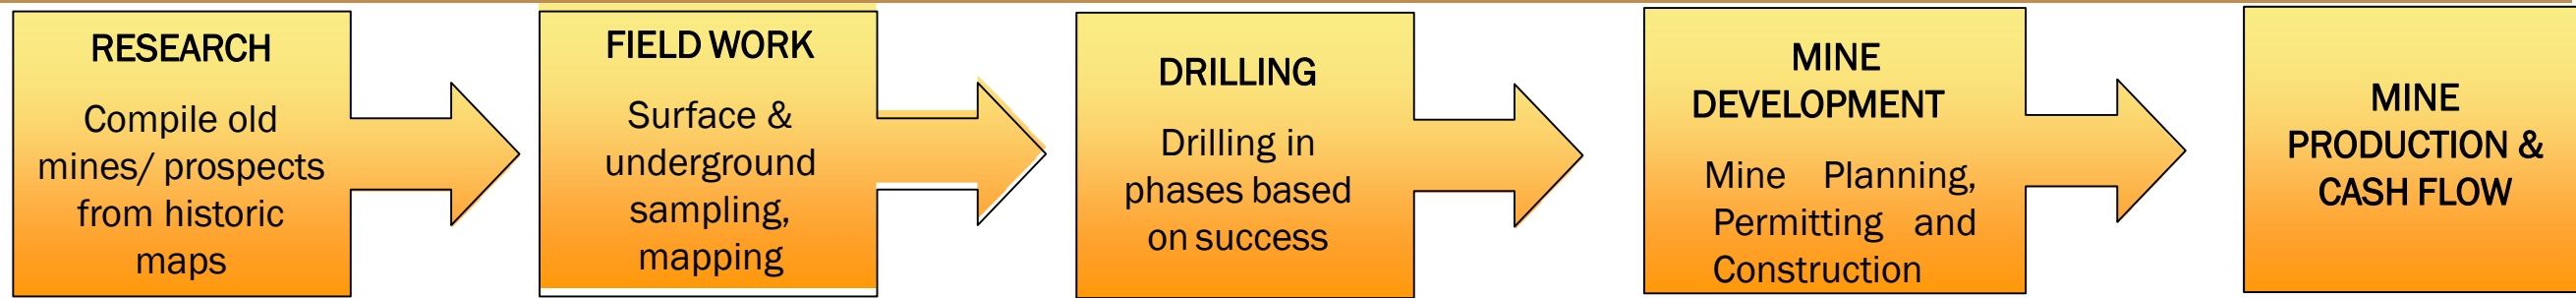 RESEARCH
Compile old
mines/ prospects
from historic
maps
FIELD WORK
Surface &
underground
sampling,
mapping
DRILLING
Drilling in
phases based
on success
MINE
DEVELOPMENT
Mine Planning,
Permitting and
Construction
MINE
PRODUCTION &
CASH FLOW